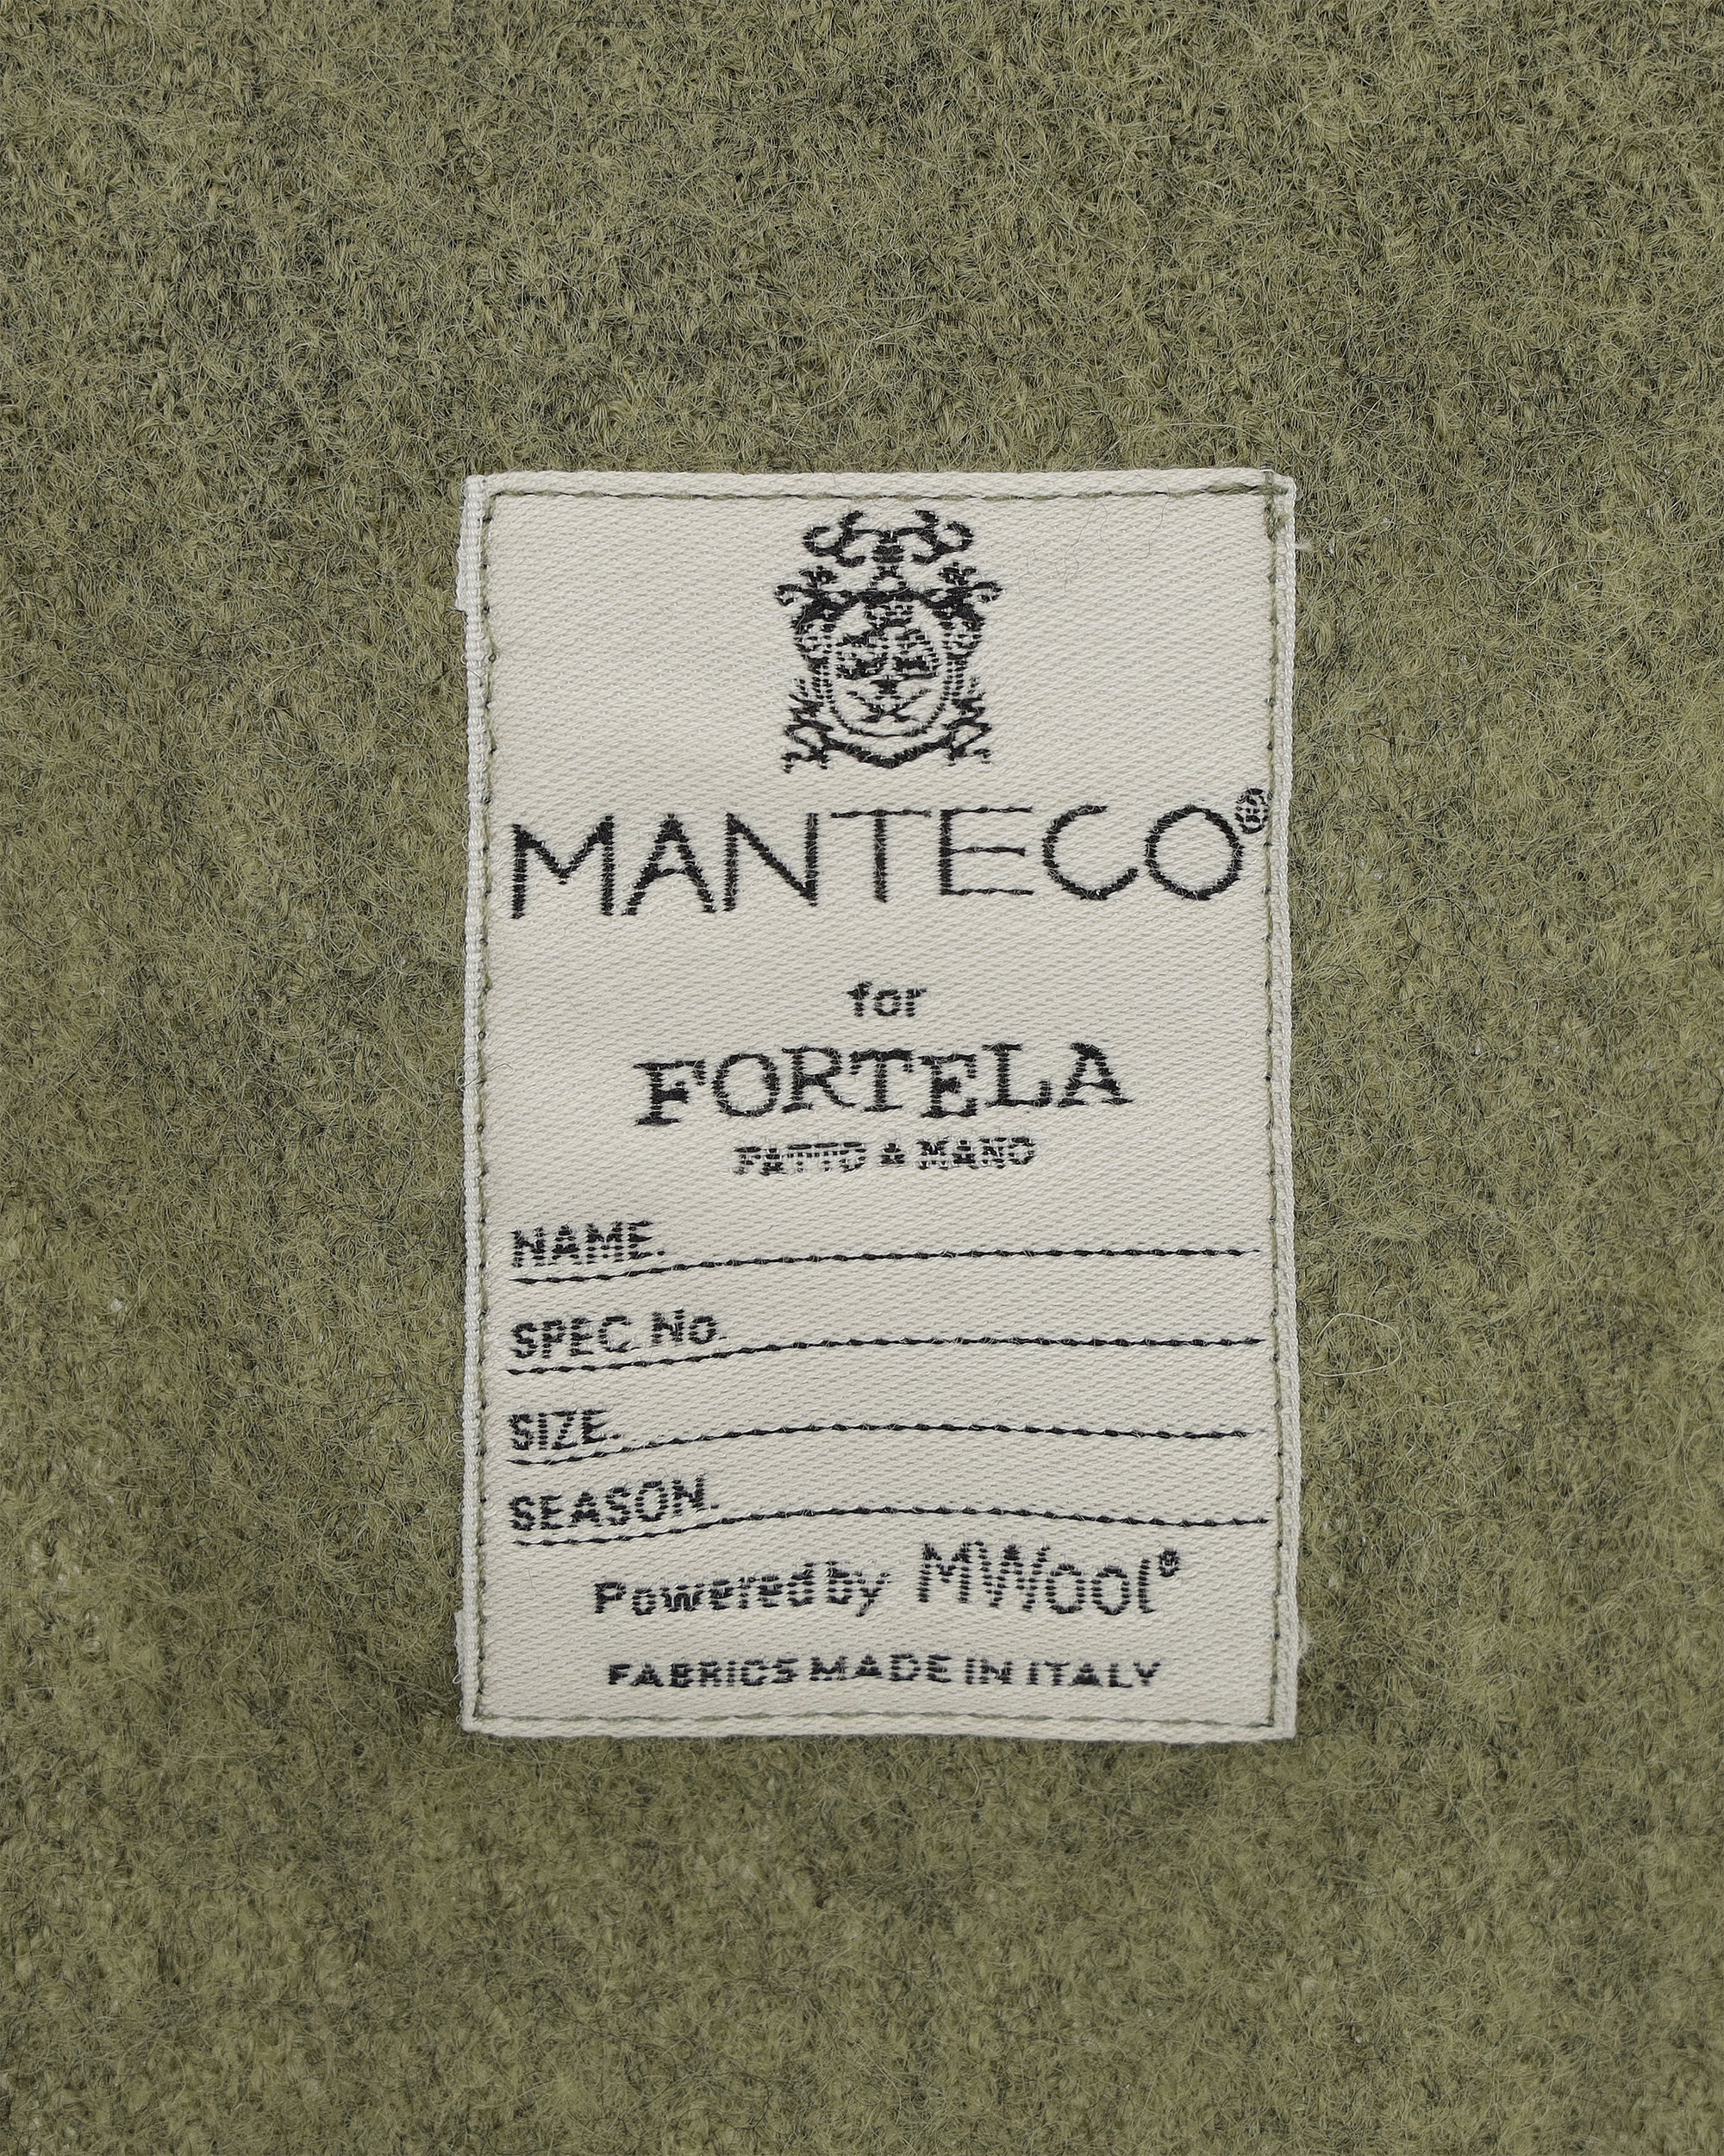 MANTECO®
for
FORTELA
FATTO A MANO
NAME.
SPEC. No.
SIZE.
SEASON.
Powered by MWool®
FABRICS MADE IN ITALY